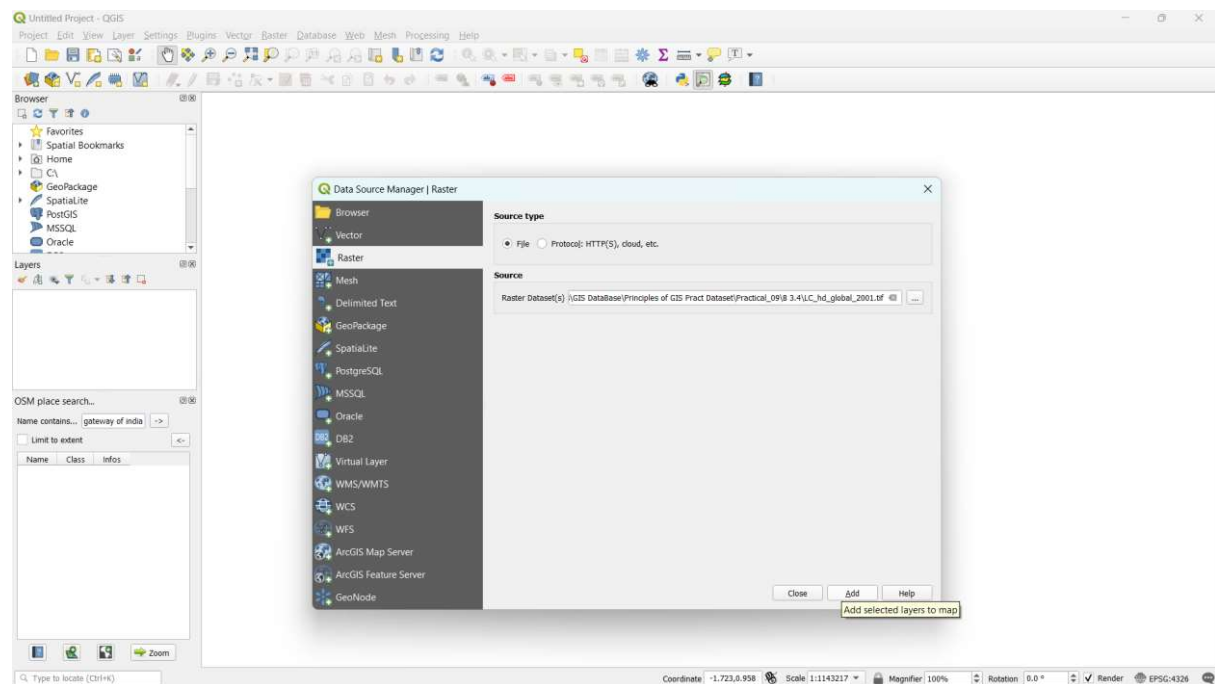 Untitled Project - QGIS
Project Edit View Layer Settings Plugins Vector Raster Database Web Mesh Processing Help
Browser
Favorites
Spatial Bookmarks
Home
C:\
GeoPackage
SpatiaLite
PostGIS
MSSQL
Oracle
Layers
OSM place search...
Name contains... gateway of india ->
Limit to extent <-
Name Class Infos
Zoom
Type to locate (Ctrl+K)
Data Source Manager | Raster
Browser
Vector
Raster
Mesh
Delimited Text
GeoPackage
SpatiaLite
PostgreSQL
MSSQL
Oracle
DB2
DB2
Virtual Layer
WMS/WMTS
WCS
WFS
ArcGIS Map Server
ArcGIS Feature Server
GeoNode
Source type
File Protocol: HTTP(S), cloud, etc.
Source
Raster Dataset(s) \GIS DataBase\Principles of GIS Pract Dataset\Practical_09\8 3.4\LC_hd_global_2001.tif ...
Close Add Help
Add selected layers to map
Coordinate -1.723,0.958 Scale 1:1143217 Magnifier 100% Rotation 0.0 ° Render EPSG:4326